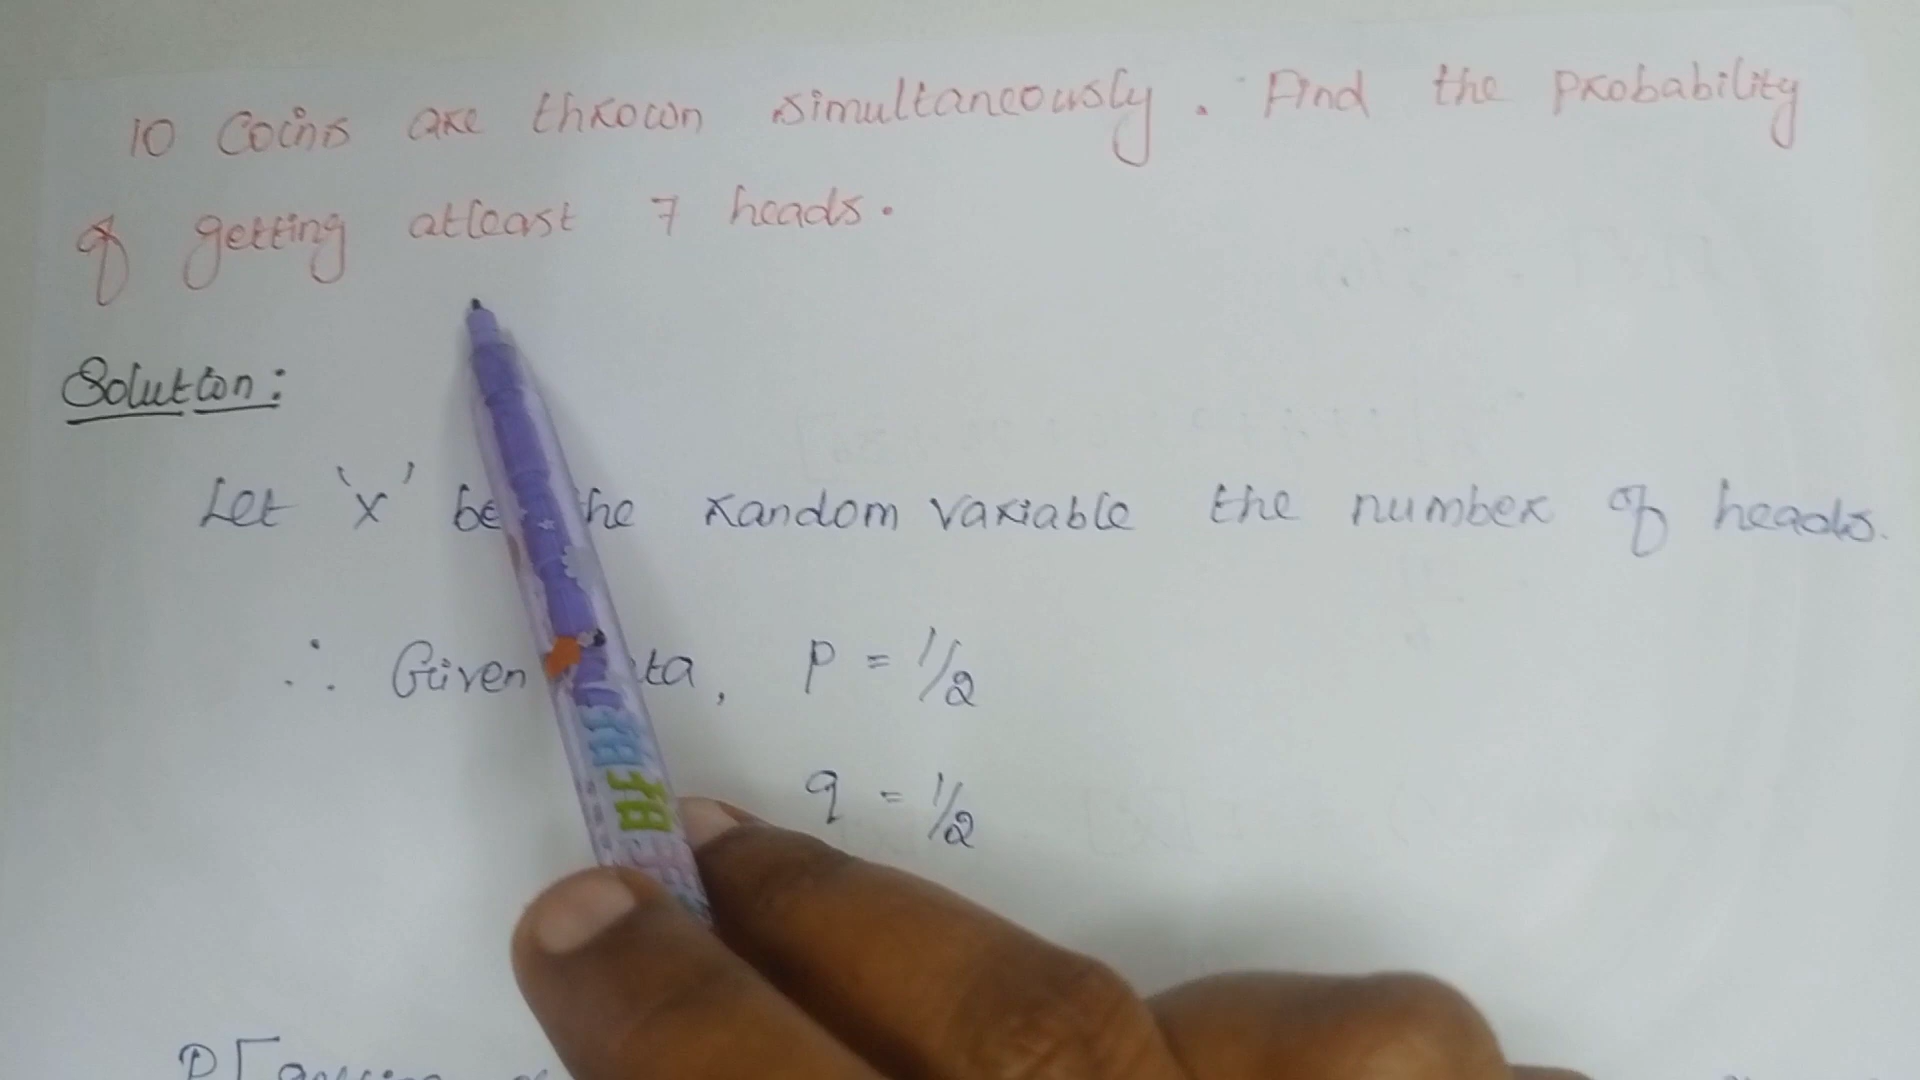 10 Coins are thrown simultaneously. Find the probability
of getting atleast 7 heads.
Solution:
Let 'x' be the random variable the number of heads.
∴ Given data, p = 1/2
q = 1/2